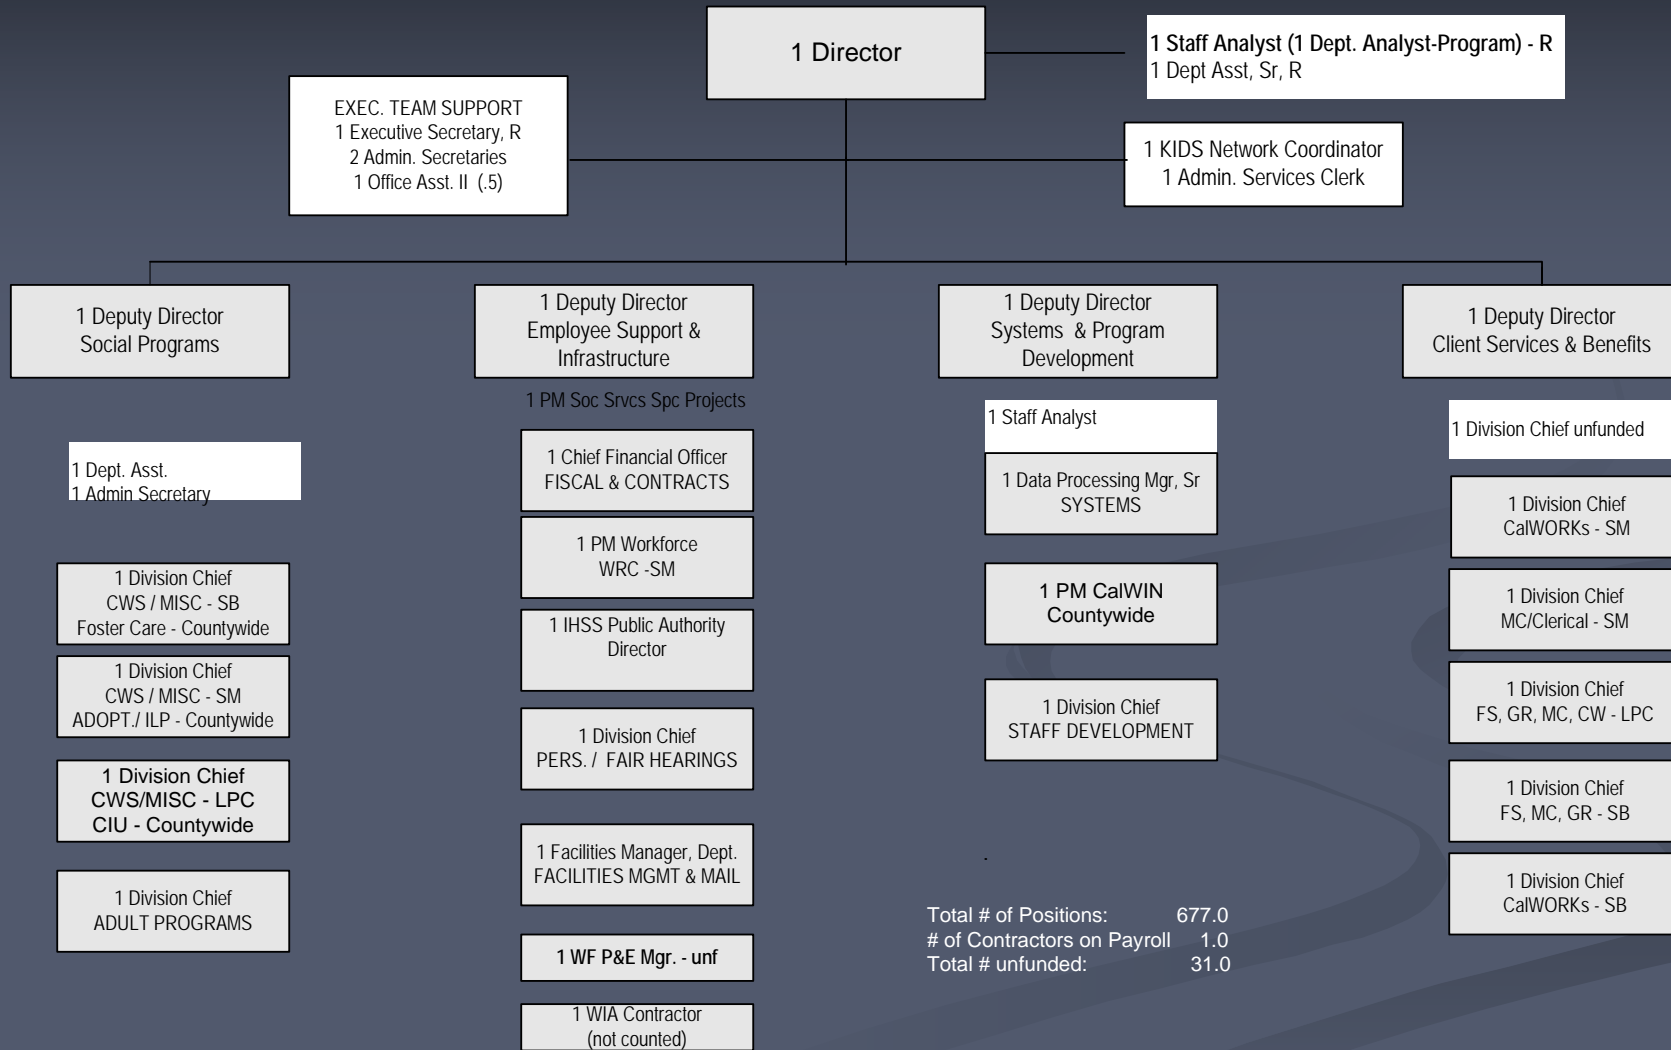 1 Director
1 Staff Analyst (1 Dept. Analyst-Program) - R
1 Dept Asst, Sr, R
EXEC. TEAM SUPPORT
1 Executive Secretary, R
2 Admin. Secretaries
1 Office Asst. II (.5)
1 KIDS Network Coordinator
1 Admin. Services Clerk
1 Deputy Director
Social Programs
1 Dept. Asst.
1 Admin Secretary
1 Division Chief
CWS / MISC - SB
Foster Care - Countywide
1 Division Chief
CWS / MISC - SM
ADOPT./ ILP - Countywide
1 Division Chief
CWS/MISC - LPC
CIU - Countywide
1 Division Chief
ADULT PROGRAMS
1 Deputy Director
Employee Support &
Infrastructure
1 PM Soc Srvcs Spc Projects
1 Chief Financial Officer
FISCAL & CONTRACTS
1 PM Workforce
WRC -SM
1 IHSS Public Authority
Director
1 Division Chief
PERS. / FAIR HEARINGS
1 Facilities Manager, Dept.
FACILITIES MGMT & MAIL
1 WF P&E Mgr. - unf
1 WIA Contractor
(not counted)
1 Deputy Director
Systems & Program
Development
1 Staff Analyst
1 Data Processing Mgr, Sr
SYSTEMS
1 PM CalWIN
Countywide
1 Division Chief
STAFF DEVELOPMENT
.
Total # of Positions: 677.0
# of Contractors on Payroll 1.0
Total # unfunded: 31.0
1 Deputy Director
Client Services & Benefits
1 Division Chief unfunded
1 Division Chief
CalWORKs - SM
1 Division Chief
MC/Clerical - SM
1 Division Chief
FS, GR, MC, CW - LPC
1 Division Chief
FS, MC, GR - SB
1 Division Chief
CalWORKs - SB